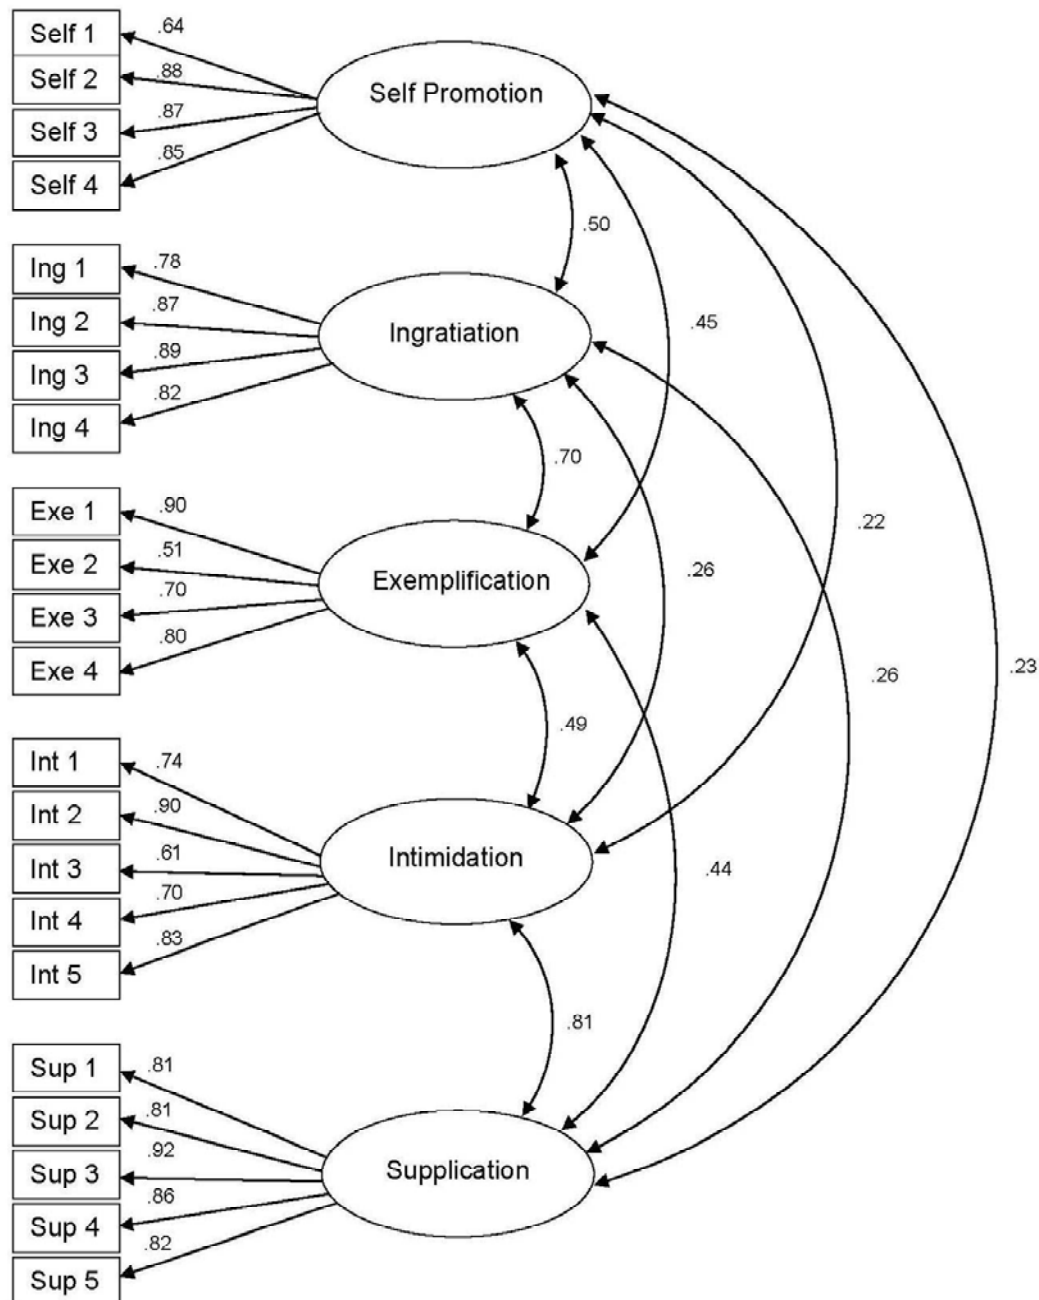 Self 1
.64
Self 2
.88
Self 3
.87
Self 4
.85
Self Promotion
.50
Ing 1
.78
Ing 2
.87
Ing 3
.89
Ing 4
.82
Ingratiation
.45
.70
Exe 1
.90
Exe 2
.51
Exe 3
.70
Exe 4
.80
Exemplification
.22
.26
.26
.23
.49
Int 1
.74
Int 2
.90
Int 3
.61
Int 4
.70
Int 5
.83
Intimidation
.44
.81
Sup 1
.81
Sup 2
.81
Sup 3
.92
Sup 4
.86
Sup 5
.82
Supplication